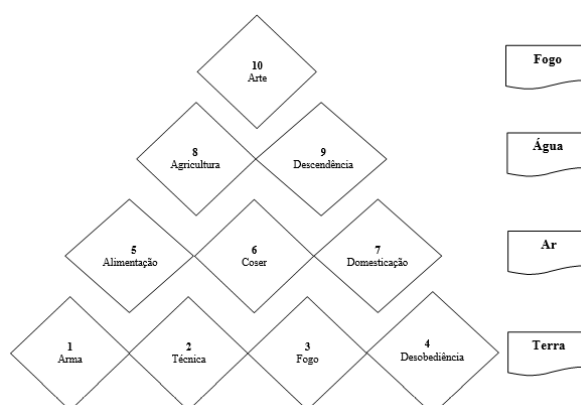 10
Arte
Fogo
8
Agricultura
9
Descendência
Água
5
Alimentação
6
Coser
7
Domesticação
Ar
1
Arma
2
Técnica
3
Fogo
4
Desobediência
Terra